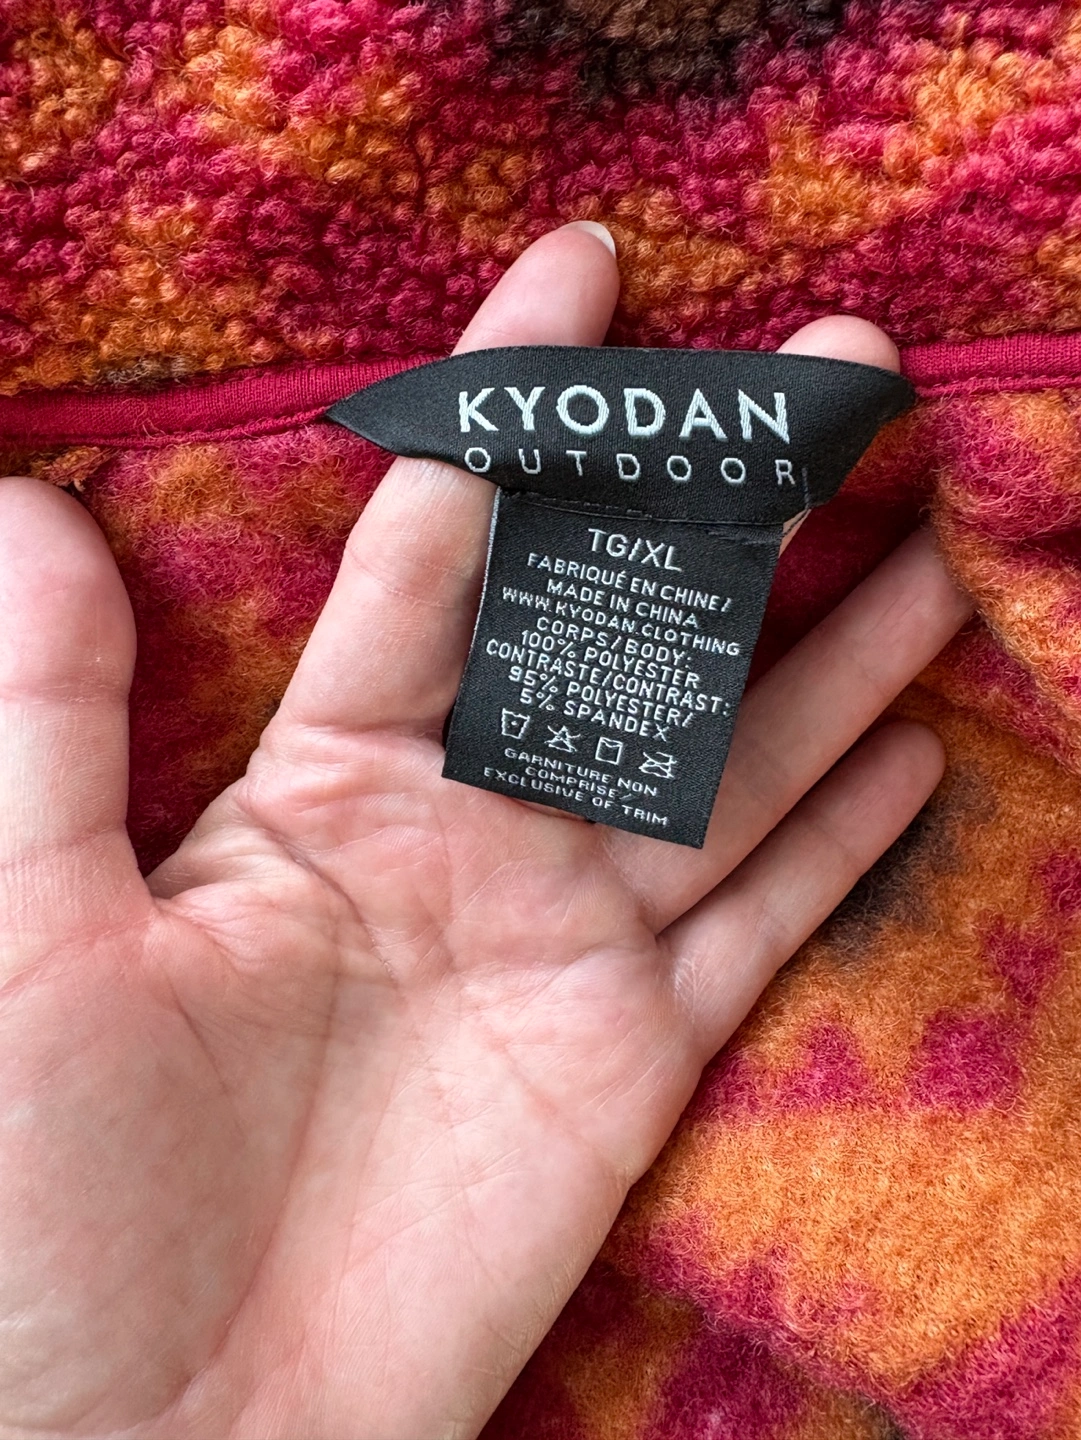 KYODAN
OUTDOOR
TG/XL
FABRIQUÉ EN CHINE/
MADE IN CHINA
WWW.KYODAN CLOTHING
CORPS/BODY:
100% POLYESTER
CONTRASTE/CONTRAST:
95% POLYESTER/
5% SPANDEX
GARNITURE NON
COMPRISE/
EXCLUSIVE OF TRIM